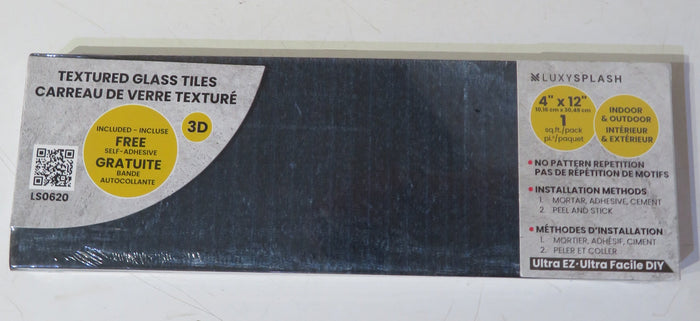 TEXTURED GLASS TILES
CARREAU DE VERRE TEXTURÉ
INCLUDED - INCLUSE
FREE
SELF-ADHESIVE
GRATUITE
BANDE
AUTOCOLLANTE
3D
LS0620
LUXYSPLASH
4" x 12"
10.16 cm x 30.48 cm
1
sq.ft./pack
pi.²/paquet
INDOOR
& OUTDOOR
INTÉRIEUR
& EXTÉRIEUR
NO PATTERN REPETITION
PAS DE RÉPÉTITION DE MOTIFS
INSTALLATION METHODS
1. MORTAR, ADHESIVE, CEMENT
2. PEEL AND STICK
MÉTHODES D'INSTALLATION
1. MORTIER, ADHÉSIF, CIMENT
2. PELER ET COLLER
Ultra EZ•Ultra Facile DIY